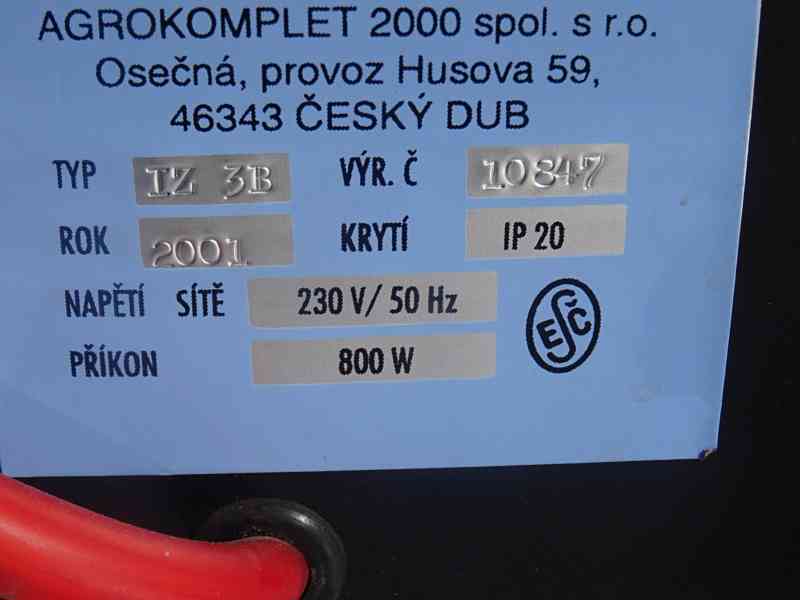 AGROKOMPLET 2000 spol. s r.o.
Osečná, provoz Husova 59,
46343 ČESKÝ DUB
TYP IZ 3B VÝR. Č 10847
ROK 2001 KRYTÍ IP 20
NAPĚTÍ SÍTĚ 230 V/ 50 Hz
PŘÍKON 800 W
ESČ